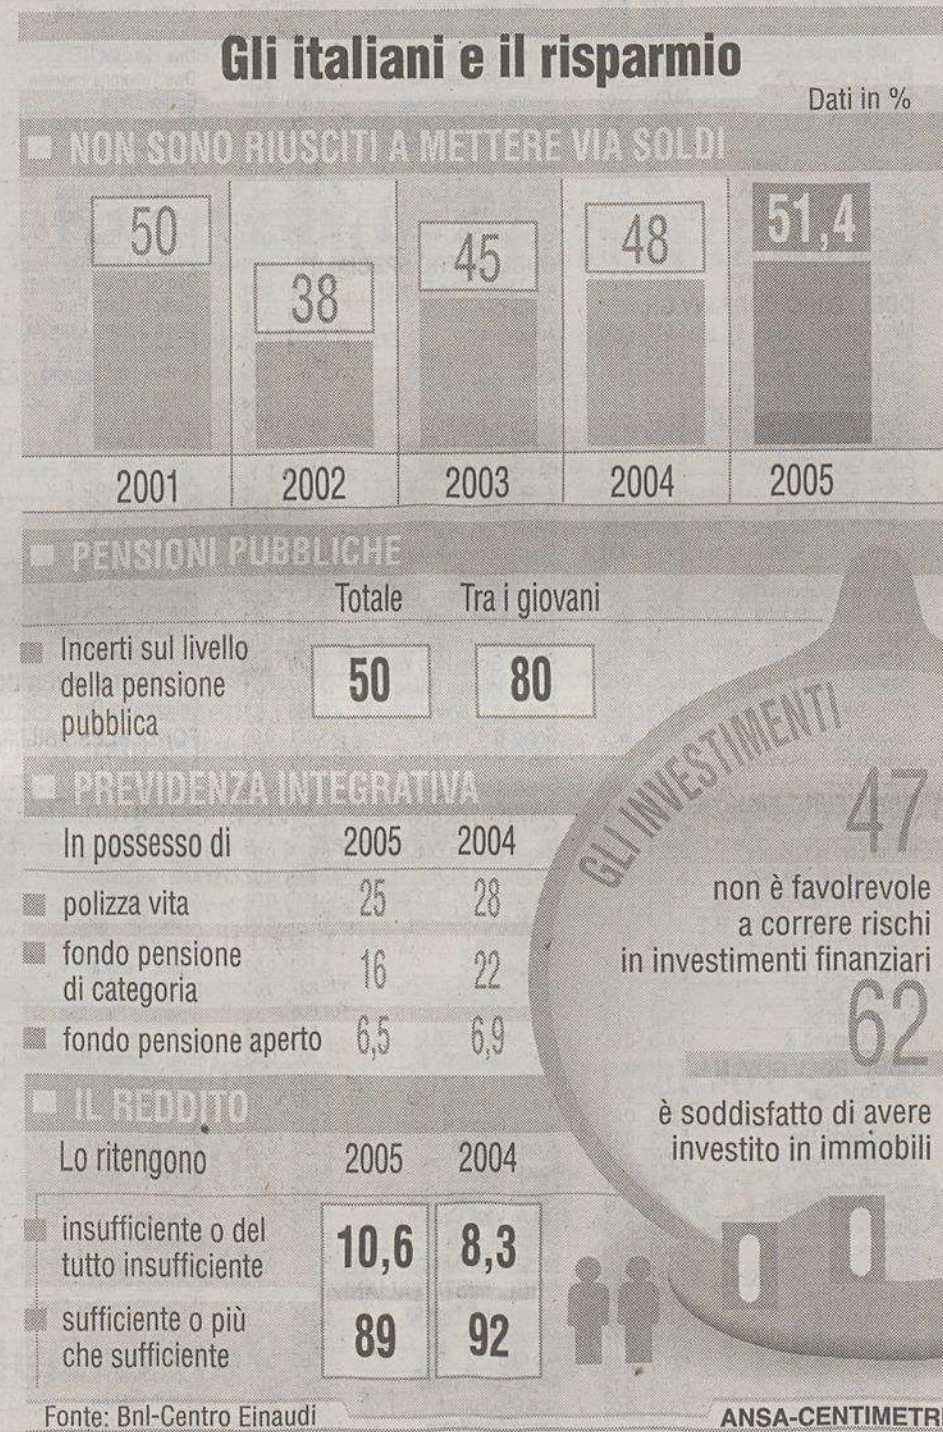 Gli italiani e il risparmio
Dati in %
NON SONO RIUSCITI A METTERE VIA SOLDI
50
38
45
48
51,4
2001 2002 2003 2004 2005
PENSIONI PUBBLICHE
Totale Tra i giovani
Incerti sul livello
della pensione
pubblica
50 80
PREVIDENZA INTEGRATIVA
In possesso di 2005 2004
polizza vita 25 28
fondo pensione
di categoria 16 22
fondo pensione aperto 6,5 6,9
IL REDDITO
Lo ritengono 2005 2004
insufficiente o del
tutto insufficiente 10,6 8,3
sufficiente o più
che sufficiente 89 92
GLI INVESTIMENTI
47
non è favolrevole
a correre rischi
in investimenti finanziari
62
è soddisfatto di avere
investito in immobili
Fonte: Bnl-Centro Einaudi
ANSA-CENTIMETRI